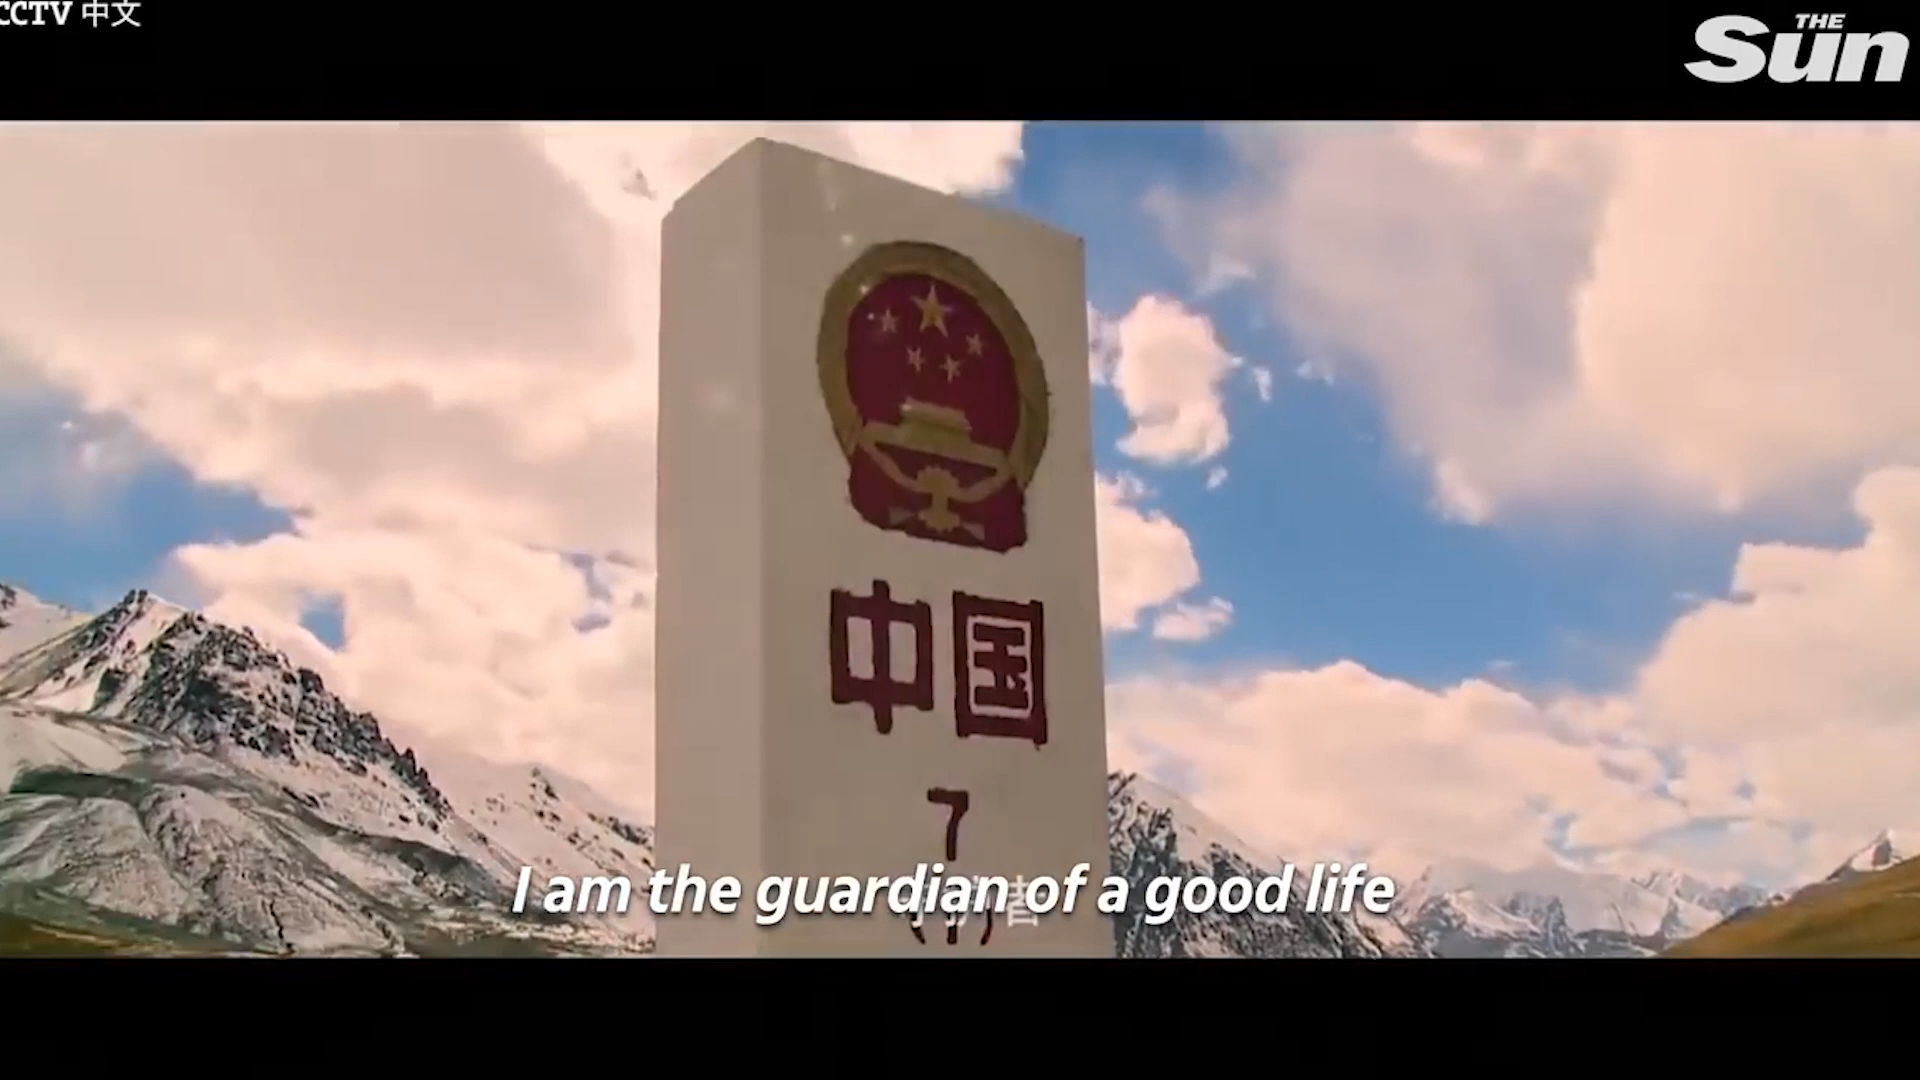 CCTV 中文
THE
Sun
中国
7
I am the guardian of a good life